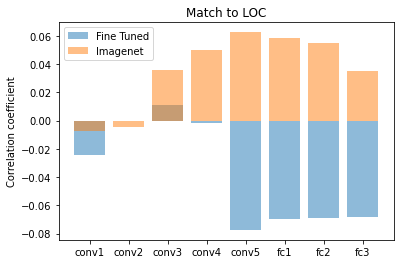 Match to LOC
Fine Tuned
Imagenet
Correlation coefficient
0.06
0.04
0.02
0.00
−0.02
−0.04
−0.06
−0.08
conv1 conv2 conv3 conv4 conv5 fc1 fc2 fc3